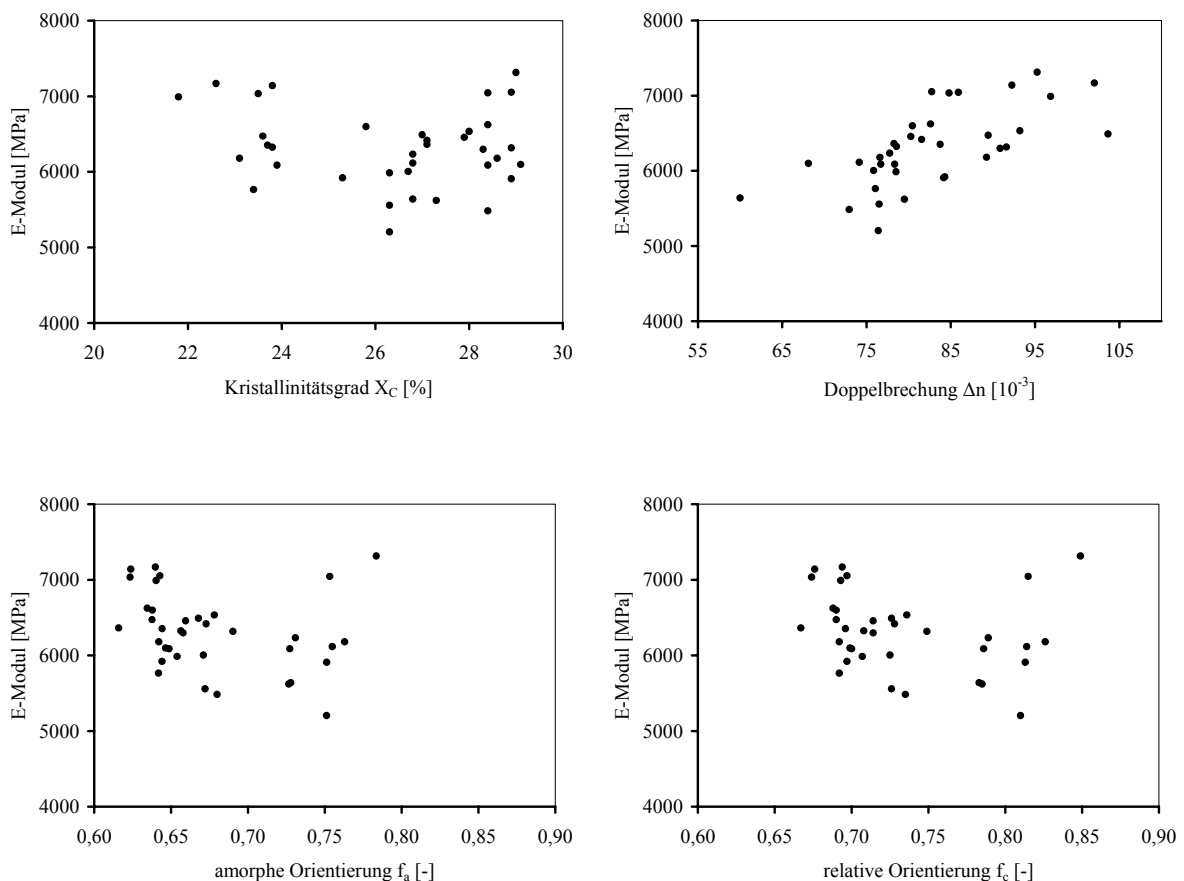 8000
7000
6000
5000
4000
E-Modul [MPa]
20 22 24 26 28 30
Kristallinitätsgrad X_C [%]
8000
7000
6000
5000
4000
E-Modul [MPa]
55 75 95 105
Doppelbrechung Δn [10⁻³]
8000
7000
6000
5000
4000
E-Modul [MPa]
0,60 0,65 0,70 0,75 0,80 0,85 0,90
amorphe Orientierung f_a [-]
8000
7000
6000
5000
4000
E-Modul [MPa]
0,60 0,65 0,70 0,75 0,80 0,85 0,90
relative Orientierung f_c [-]